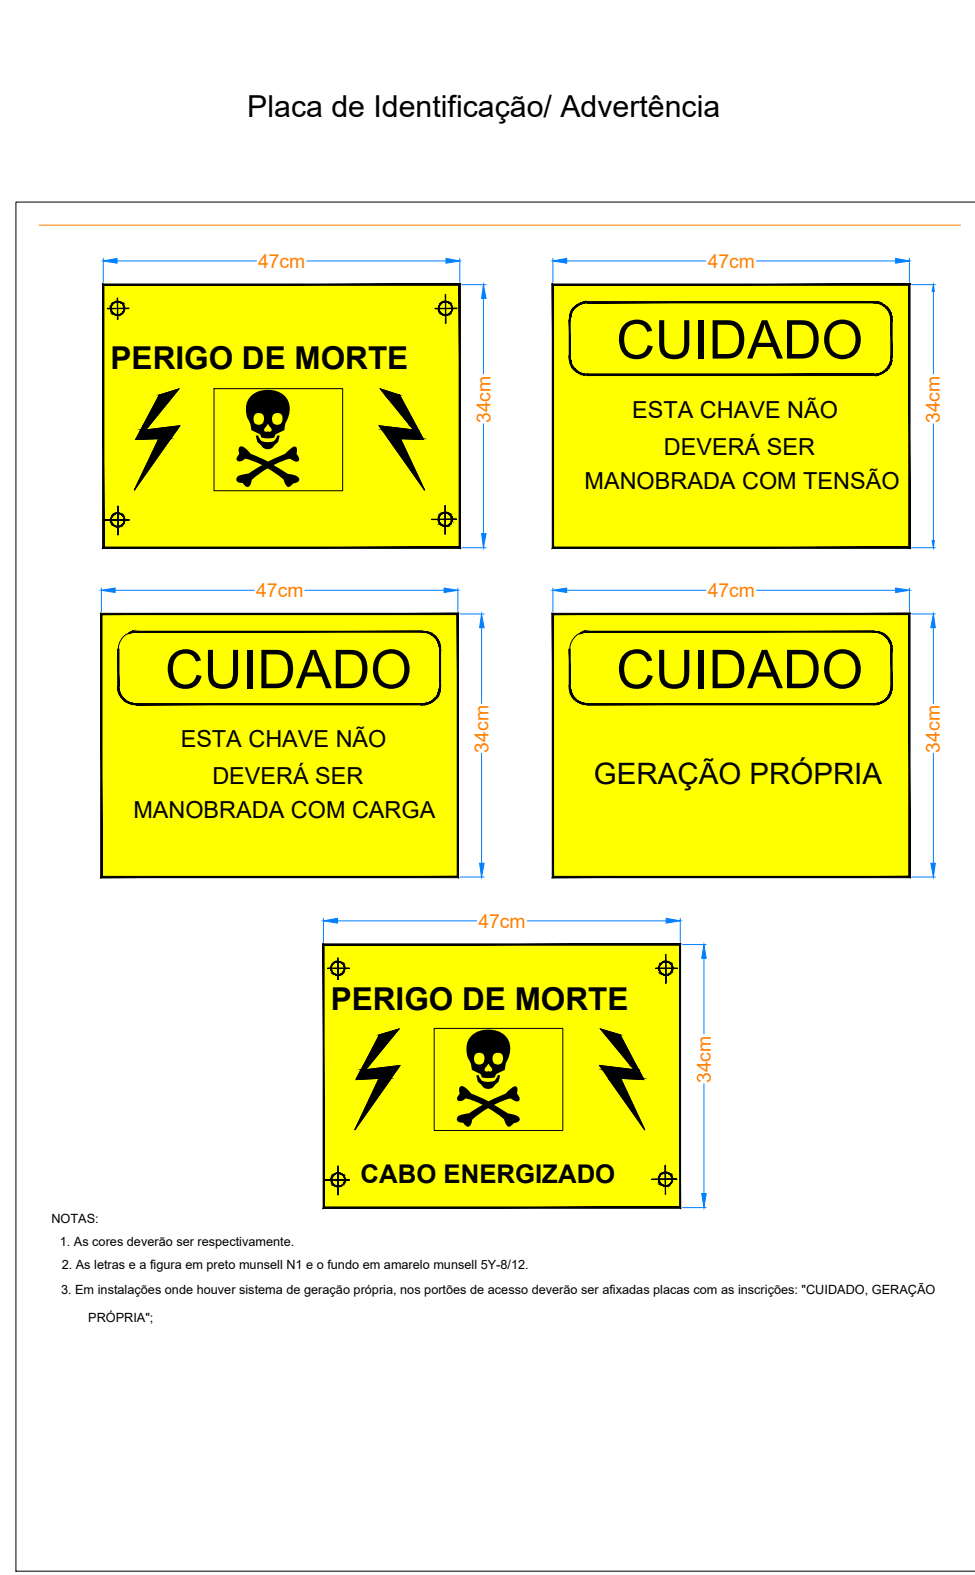 Placa de Identificação/ Advertência
47cm
47cm
PERIGO DE MORTE
34cm
CUIDADO
ESTA CHAVE NÃO
DEVERÁ SER
MANOBRADA COM TENSÃO
34cm
47cm
47cm
CUIDADO
ESTA CHAVE NÃO
DEVERÁ SER
MANOBRADA COM CARGA
34cm
CUIDADO
GERAÇÃO PRÓPRIA
34cm
47cm
PERIGO DE MORTE
CABO ENERGIZADO
34cm
NOTAS:
1. As cores deverão ser respectivamente.
2. As letras e a figura em preto munsell N1 e o fundo em amarelo munsell 5Y-8/12.
3. Em instalações onde houver sistema de geração própria, nos portões de acesso deverão ser afixadas placas com as inscrições: "CUIDADO, GERAÇÃO
PRÓPRIA";